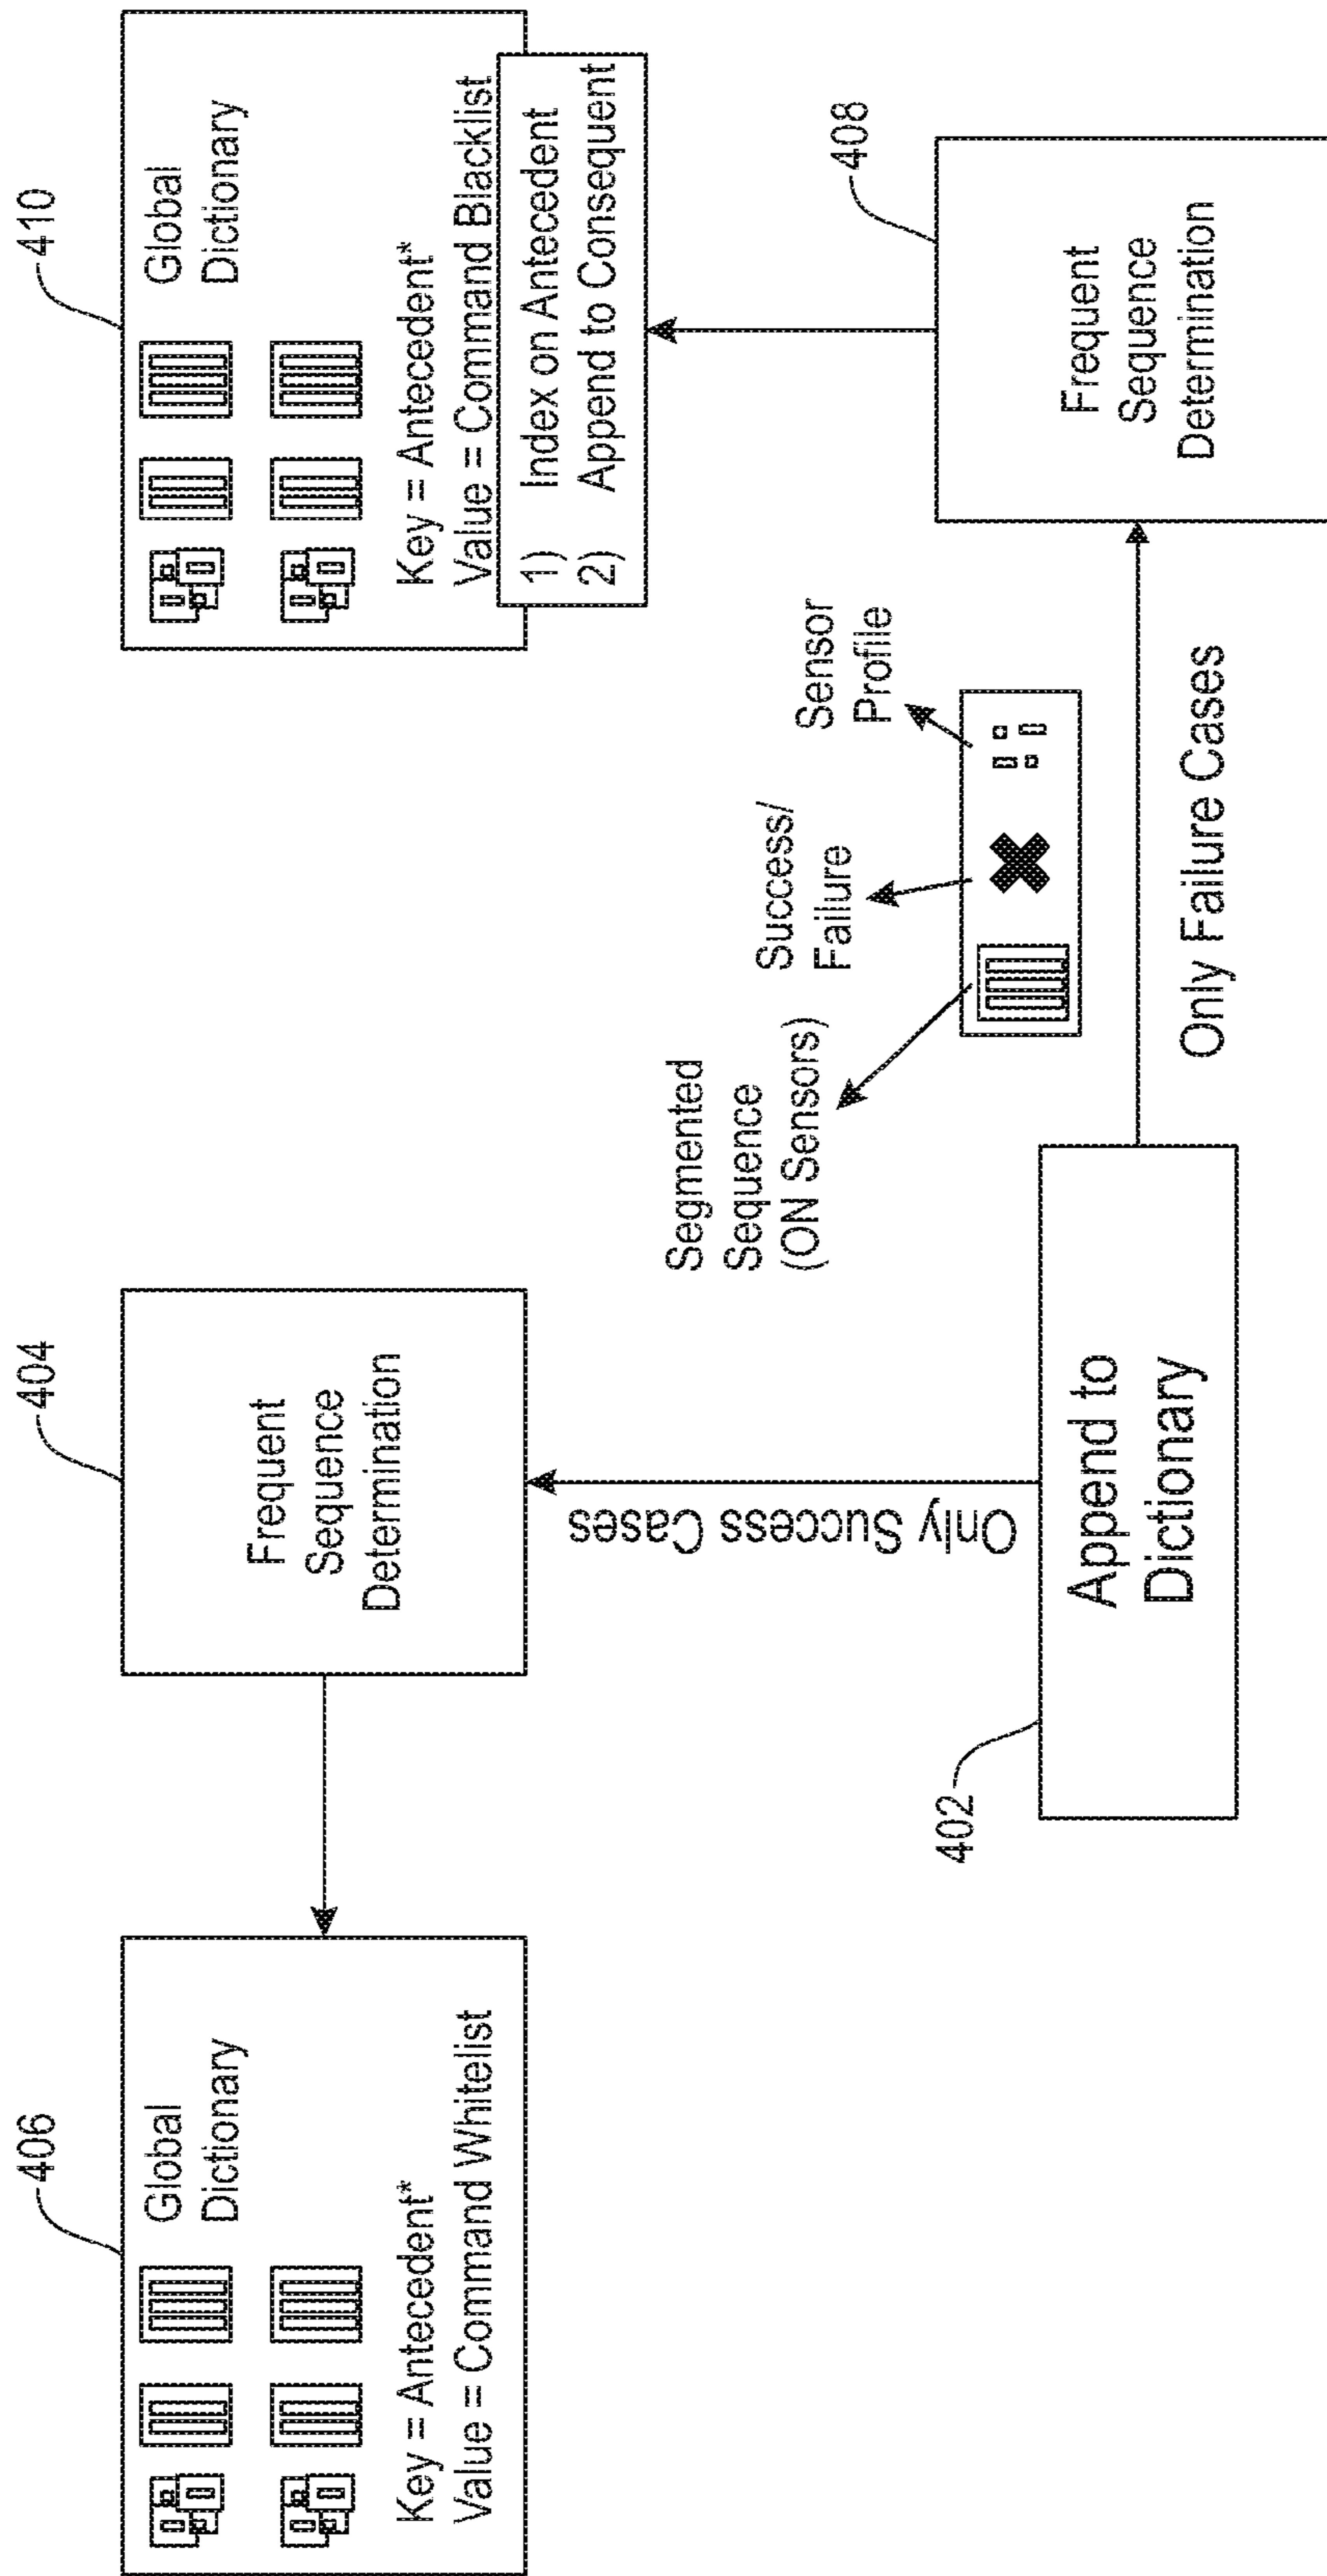 406
Global
Dictionary
Key = Antecedent*
Value = Command Whitelist
404
Frequent
Sequence
Determination
410
Global
Dictionary
Key = Antecedent*
Value = Command Blacklist
1) Index on Antecedent
2) Append to Consequent
Only Success Cases
402
Append to
Dictionary
Segmented
Sequence
(ON Sensors)
Success/
Failure
Sensor
Profile
Only Failure Cases
408
Frequent
Sequence
Determination